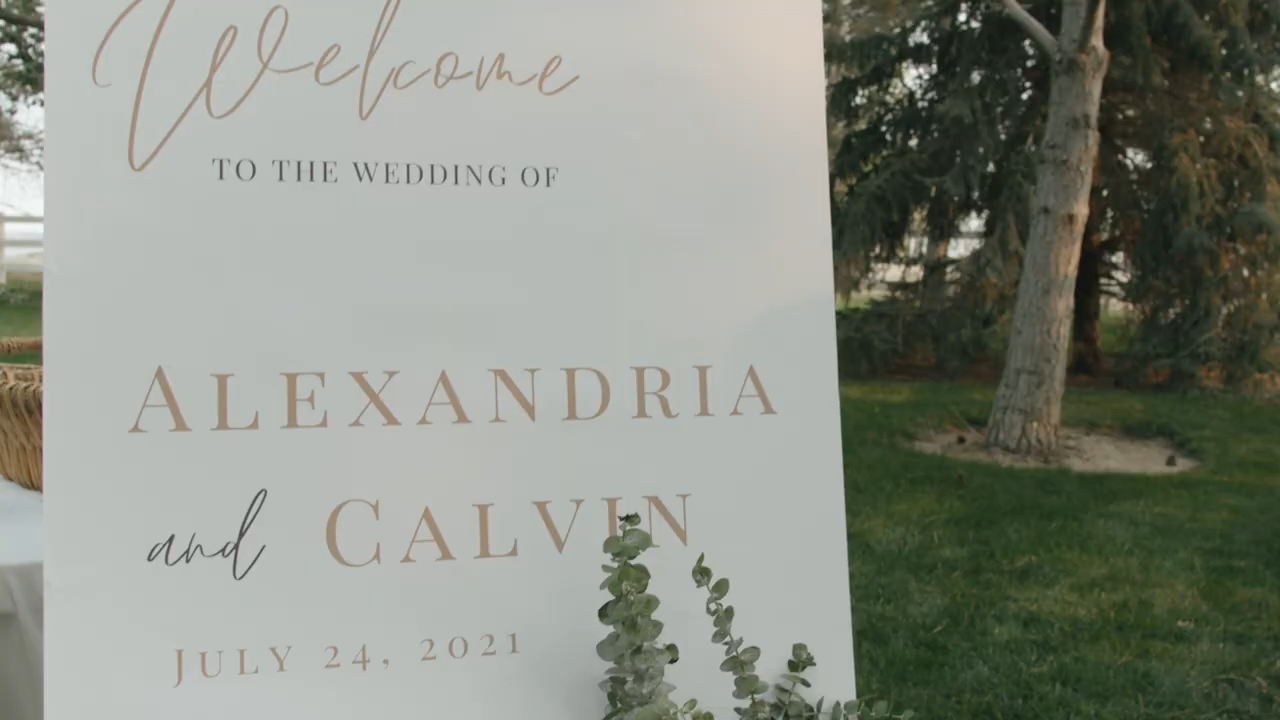 Welcome
TO THE WEDDING OF
ALEXANDRIA
and CALVIN
JULY 24, 2021